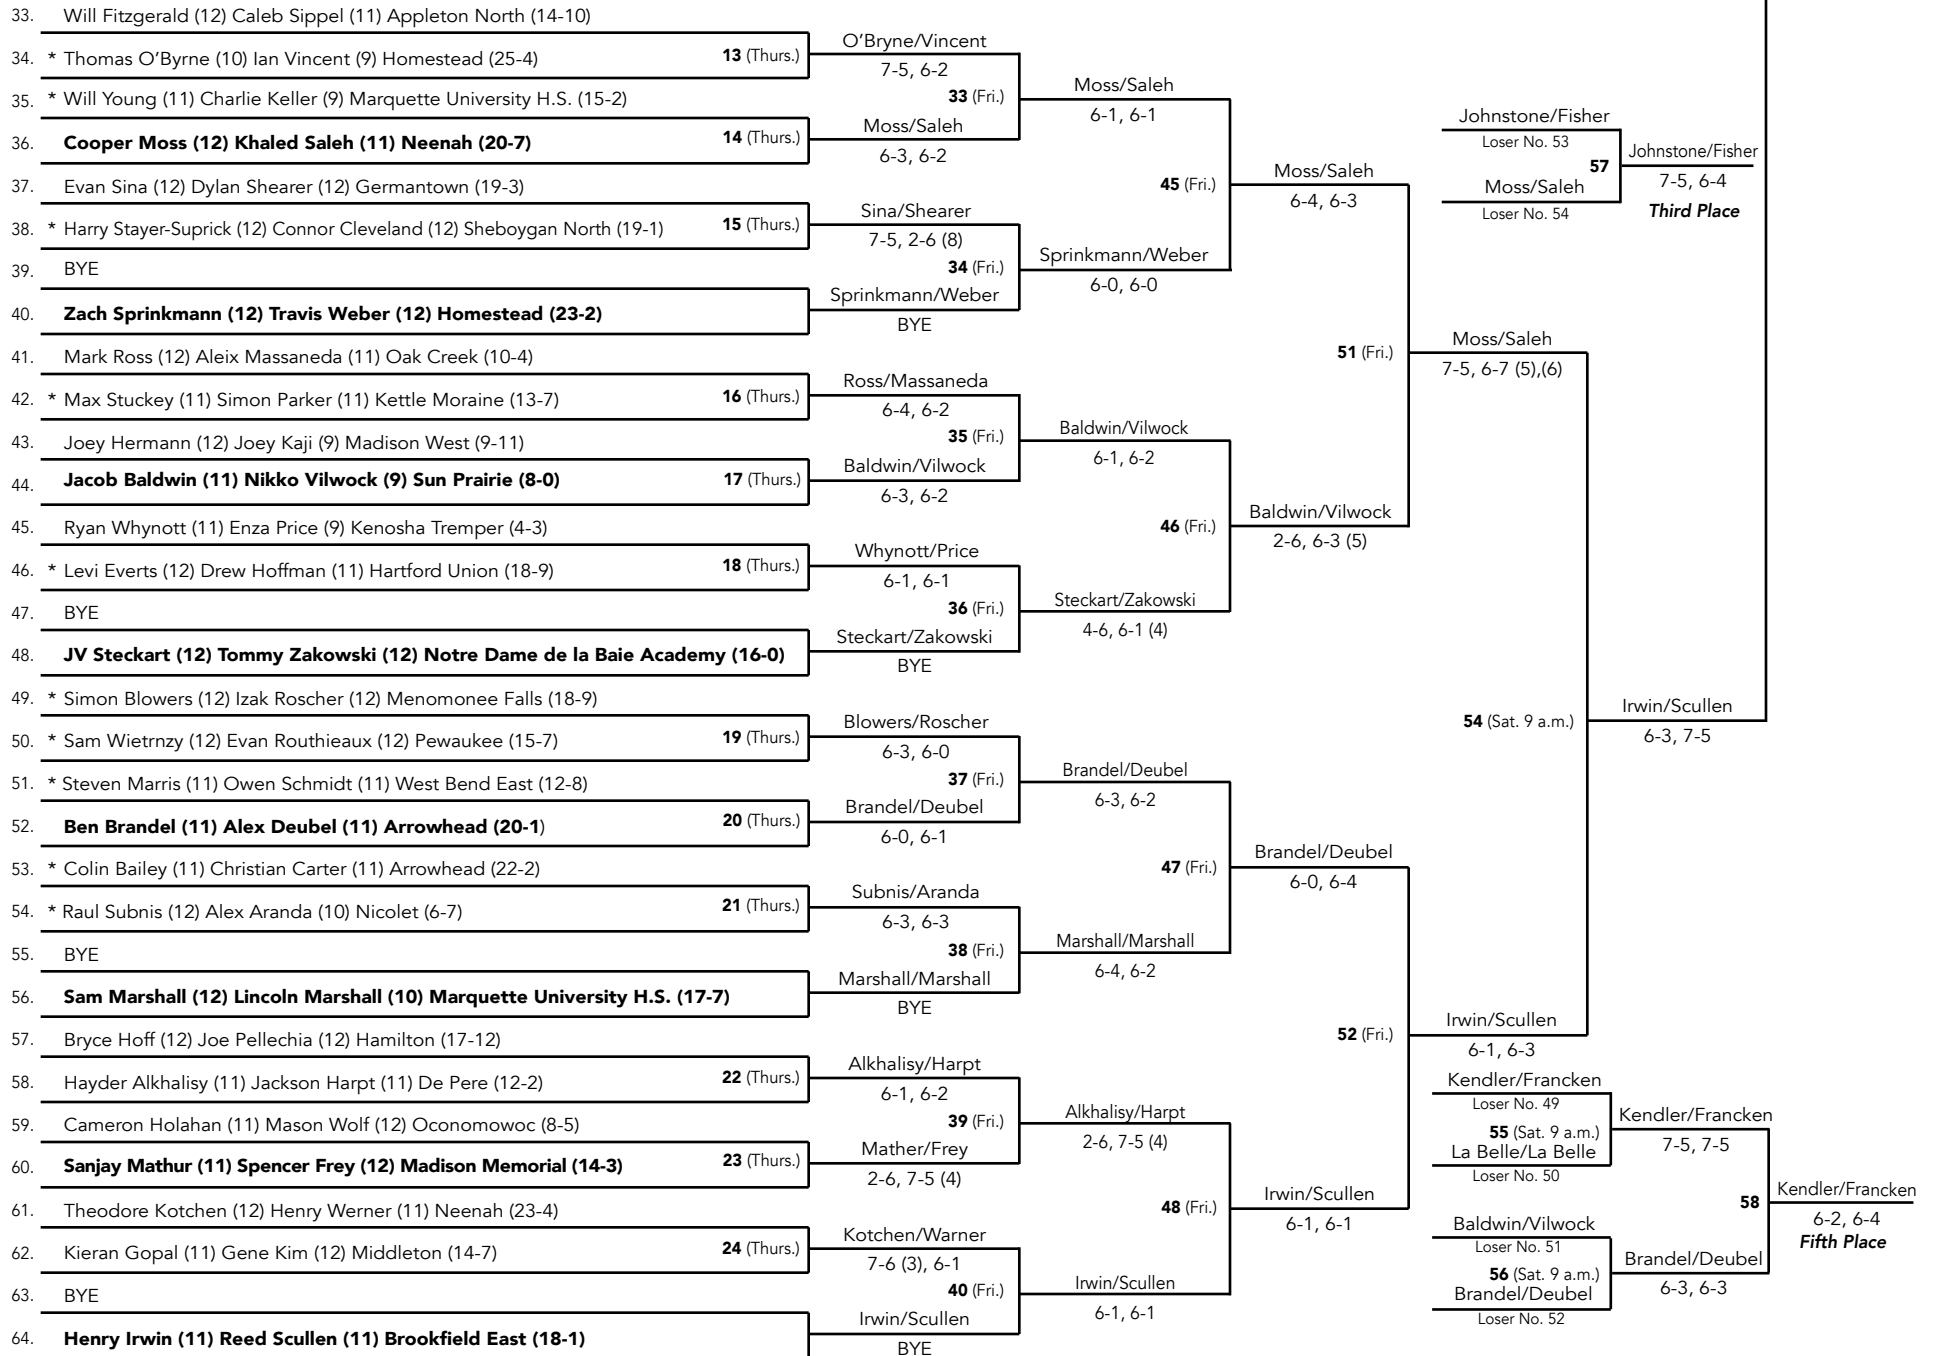 33. Will Fitzgerald (12) Caleb Sippel (11) Appleton North (14-10)
34. * Thomas O'Byrne (10) Ian Vincent (9) Homestead (25-4)
13 (Thurs.)
35. * Will Young (11) Charlie Keller (9) Marquette University H.S. (15-2)
36. Cooper Moss (12) Khaled Saleh (11) Neenah (20-7)
14 (Thurs.)
37. Evan Sina (12) Dylan Shearer (12) Germantown (19-3)
38. * Harry Stayer-Suprick (12) Connor Cleveland (12) Sheboygan North (19-1)
15 (Thurs.)
39. BYE
40. Zach Sprinkmann (12) Travis Weber (12) Homestead (23-2)
41. Mark Ross (12) Aleix Massaneda (11) Oak Creek (10-4)
42. * Max Stuckey (11) Simon Parker (11) Kettle Moraine (13-7)
16 (Thurs.)
43. Joey Hermann (12) Joey Kaji (9) Madison West (9-11)
44. Jacob Baldwin (11) Nikko Vilwock (9) Sun Prairie (8-0)
17 (Thurs.)
45. Ryan Whynott (11) Enza Price (9) Kenosha Tremper (4-3)
46. * Levi Everts (12) Drew Hoffman (11) Hartford Union (18-9)
18 (Thurs.)
47. BYE
48. JV Steckart (12) Tommy Zakowski (12) Notre Dame de la Baie Academy (16-0)
49. * Simon Blowers (12) Izak Roscher (12) Menomonee Falls (18-9)
50. * Sam Wietrnzy (12) Evan Routhieaux (12) Pewaukee (15-7)
19 (Thurs.)
51. * Steven Marris (11) Owen Schmidt (11) West Bend East (12-8)
52. Ben Brandel (11) Alex Deubel (11) Arrowhead (20-1)
20 (Thurs.)
53. * Colin Bailey (11) Christian Carter (11) Arrowhead (22-2)
54. * Raul Subnis (12) Alex Aranda (10) Nicolet (6-7)
21 (Thurs.)
55. BYE
56. Sam Marshall (12) Lincoln Marshall (10) Marquette University H.S. (17-7)
57. Bryce Hoff (12) Joe Pellechia (12) Hamilton (17-12)
58. Hayder Alkhalisy (11) Jackson Harpt (11) De Pere (12-2)
22 (Thurs.)
59. Cameron Holahan (11) Mason Wolf (12) Oconomowoc (8-5)
60. Sanjay Mathur (11) Spencer Frey (12) Madison Memorial (14-3)
23 (Thurs.)
61. Theodore Kotchen (12) Henry Werner (11) Neenah (23-4)
62. Kieran Gopal (11) Gene Kim (12) Middleton (14-7)
24 (Thurs.)
63. BYE
64. Henry Irwin (11) Reed Scullen (11) Brookfield East (18-1)
O'Bryne/Vincent
7-5, 6-2
33 (Fri.)
Moss/Saleh
6-3, 6-2
Sina/Shearer
7-5, 2-6 (8)
34 (Fri.)
Sprinkmann/Weber
BYE
Ross/Massaneda
6-4, 6-2
35 (Fri.)
Baldwin/Vilwock
6-3, 6-2
Whynott/Price
6-1, 6-1
36 (Fri.)
Steckart/Zakowski
BYE
Blowers/Roscher
6-3, 6-0
37 (Fri.)
Brandel/Deubel
6-0, 6-1
Subnis/Aranda
6-3, 6-3
38 (Fri.)
Marshall/Marshall
BYE
Alkhalisy/Harpt
6-1, 6-2
39 (Fri.)
Mather/Frey
2-6, 7-5 (4)
Kotchen/Warner
7-6 (3), 6-1
40 (Fri.)
Irwin/Scullen
BYE
Moss/Saleh
6-1, 6-1
45 (Fri.)
Sprinkmann/Weber
6-0, 6-0
Baldwin/Vilwock
6-1, 6-2
46 (Fri.)
Steckart/Zakowski
4-6, 6-1 (4)
Brandel/Deubel
6-3, 6-2
47 (Fri.)
Marshall/Marshall
6-4, 6-2
Alkhalisy/Harpt
2-6, 7-5 (4)
48 (Fri.)
Irwin/Scullen
6-1, 6-1
Moss/Saleh
6-4, 6-3
51 (Fri.)
Baldwin/Vilwock
2-6, 6-3 (5)
Brandel/Deubel
6-0, 6-4
52 (Fri.)
Irwin/Scullen
6-1, 6-1
Moss/Saleh
7-5, 6-7 (5),(6)
54 (Sat. 9 a.m.)
Irwin/Scullen
6-1, 6-3
Irwin/Scullen
6-3, 7-5
Johnstone/Fisher
Loser No. 53
57
Moss/Saleh
Loser No. 54
Johnstone/Fisher
7-5, 6-4
Third Place
Kendler/Francken
Loser No. 49
55 (Sat. 9 a.m.)
La Belle/La Belle
Loser No. 50
Kendler/Francken
7-5, 7-5
58
Baldwin/Vilwock
Loser No. 51
56 (Sat. 9 a.m.)
Brandel/Deubel
Loser No. 52
Brandel/Deubel
6-3, 6-3
Kendler/Francken
6-2, 6-4
Fifth Place